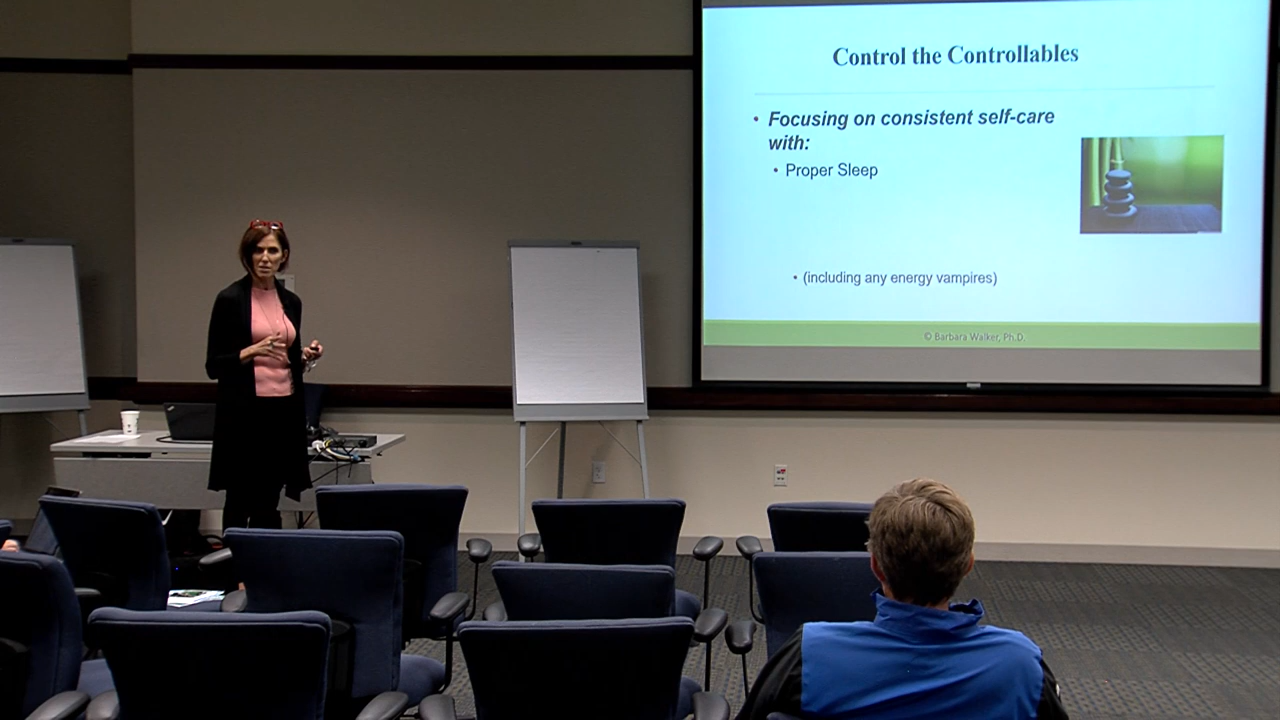 Control the Controllables
• Focusing on consistent self-care
with:
• Proper Sleep
• (including any energy vampires)
© Barbara Walker, Ph.D.